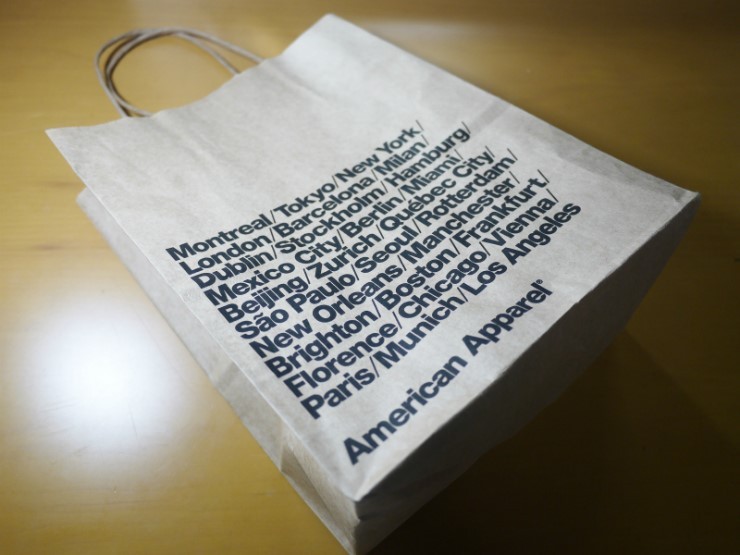 Montreal/Tokyo/New York/
London/Barcelona/Milan/
Dublin/Stockholm/Hamburg/
Mexico City/Berlin/Miami/
Beijing/Zurich/Québec City/
São Paulo/Seoul/Rotterdam/
New Orleans/Manchester/
Brighton/Boston/Frankfurt/
Florence/Chicago/Vienna/
Paris/Munich/Los Angeles
American Apparel®